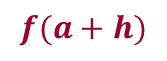 f(a + h)